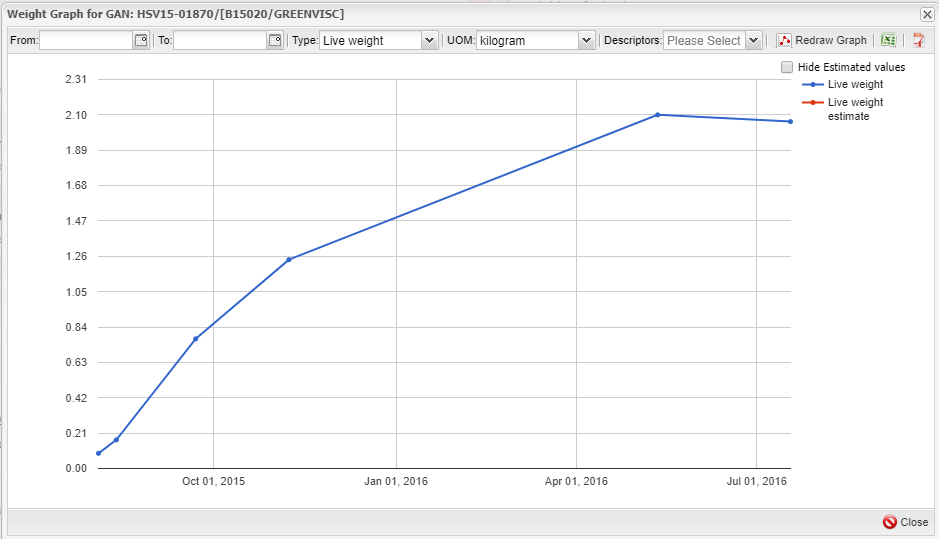 Weight Graph for GAN: HSV15-01870/[B15020/GREENVISC]
From: To: Type: Live weight UOM: kilogram Descriptors: Please Select Redraw Graph
Hide Estimated values
Live weight
Live weight
estimate
2.31
2.10
1.89
1.68
1.47
1.26
1.05
0.84
0.63
0.42
0.21
0.00
Oct 01, 2015 Jan 01, 2016 Apr 01, 2016 Jul 01, 2016
Close